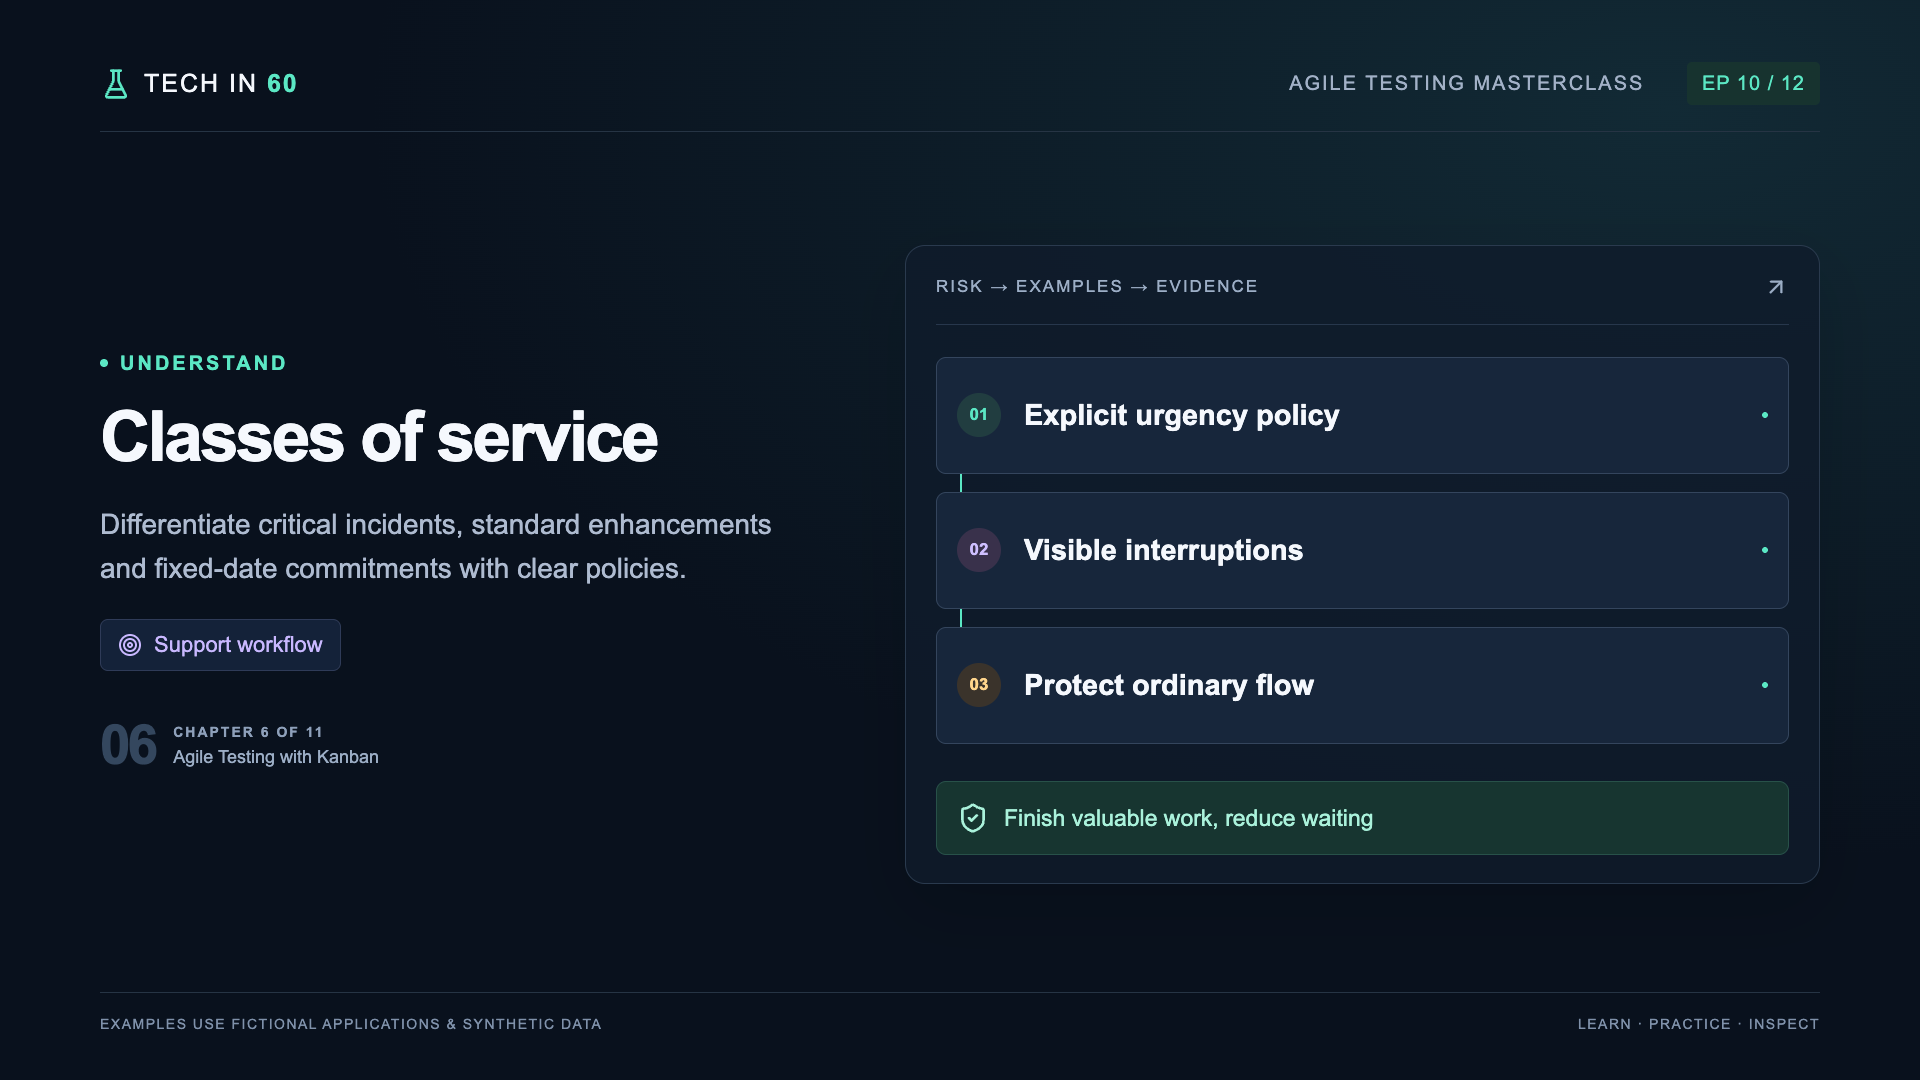 TECH IN 60
AGILE TESTING MASTERCLASS
EP 10 / 12
UNDERSTAND
Classes of service
Differentiate critical incidents, standard enhancements
and fixed-date commitments with clear policies.
Support workflow
06
CHAPTER 6 OF 11
Agile Testing with Kanban
RISK → EXAMPLES → EVIDENCE
01
Explicit urgency policy
02
Visible interruptions
03
Protect ordinary flow
Finish valuable work, reduce waiting
EXAMPLES USE FICTIONAL APPLICATIONS & SYNTHETIC DATA
LEARN · PRACTICE · INSPECT